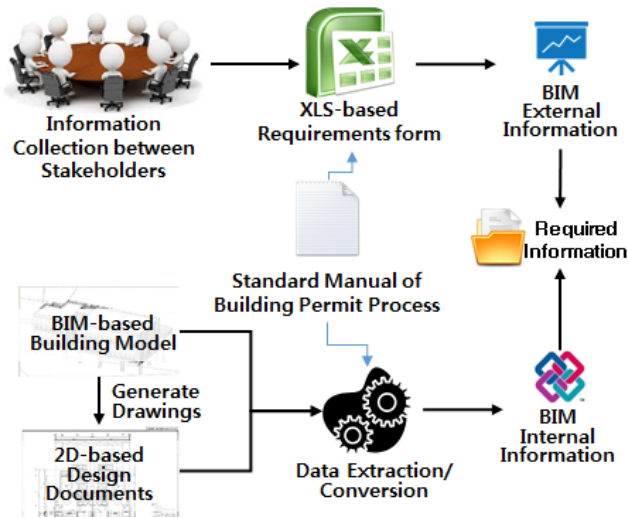 Information
Collection between
Stakeholders
XLS-based
Requirements form
BIM
External
Information
Required
Information
Standard Manual of
Building Permit Process
BIM-based
Building Model
Generate
Drawings
2D-based
Design
Documents
Data Extraction/
Conversion
BIM
Internal
Information